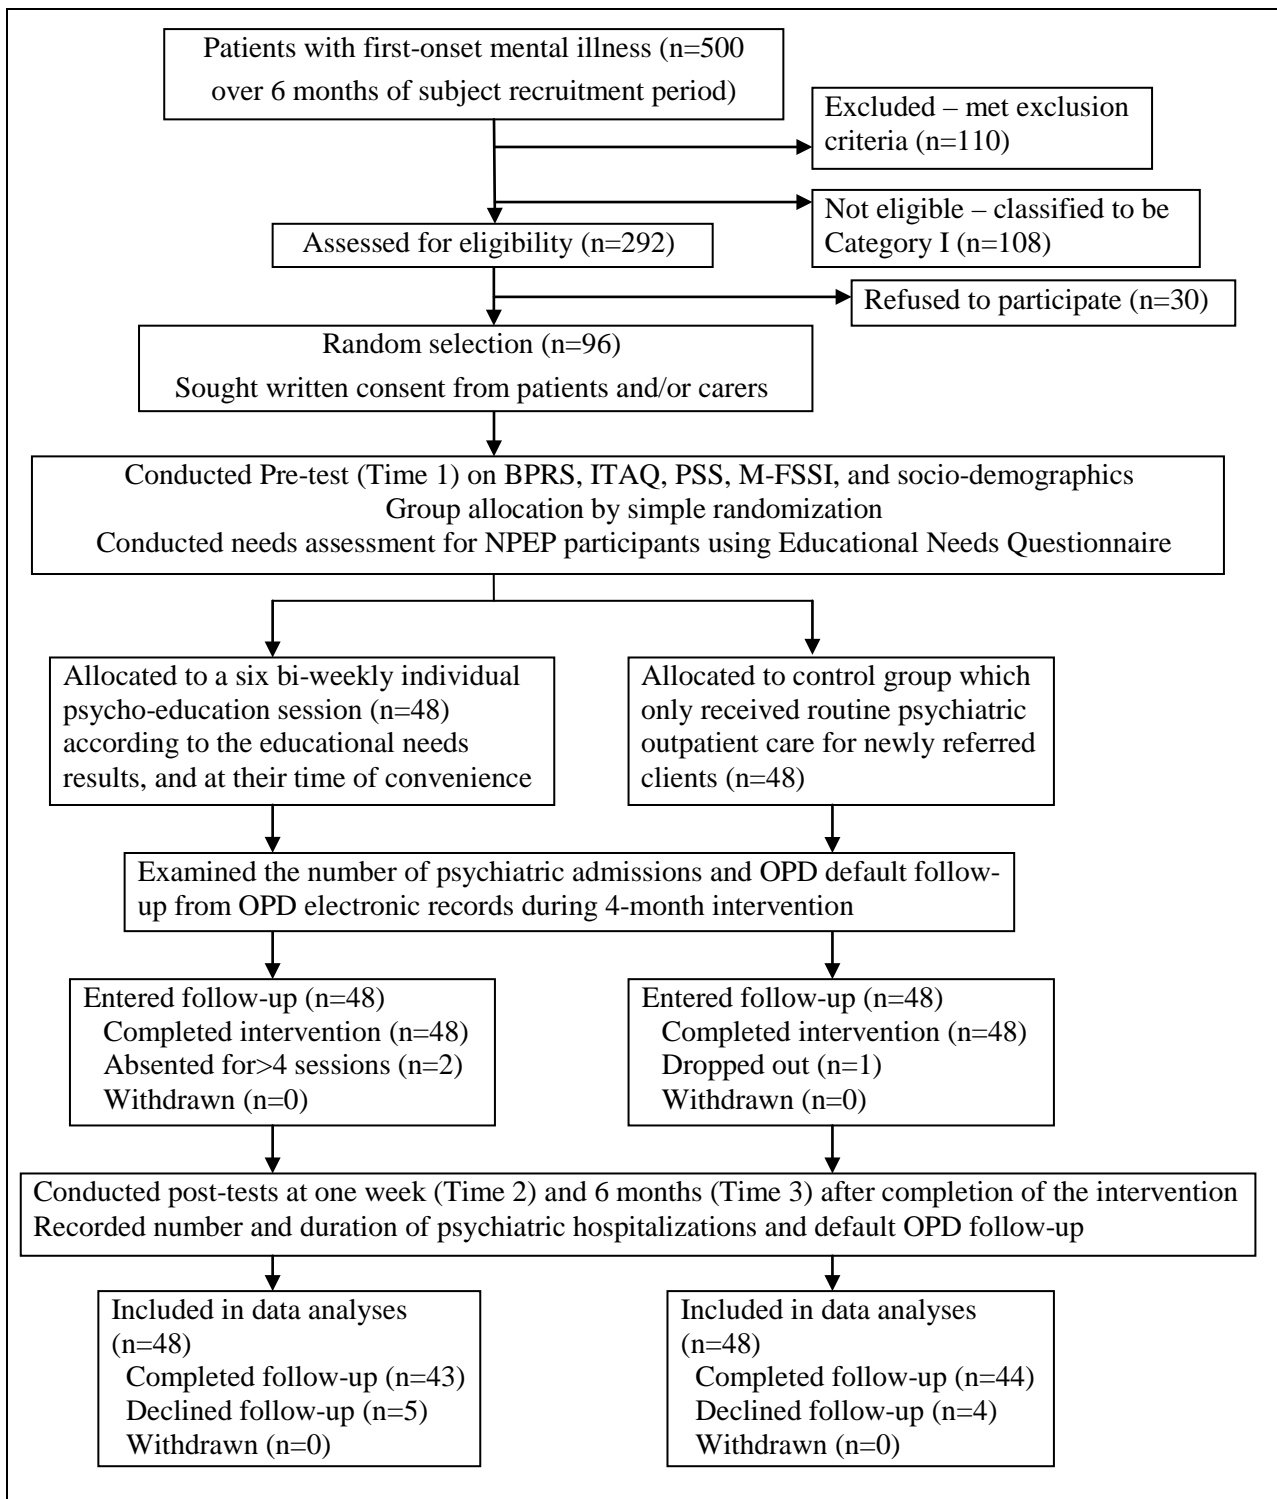 Patients with first-onset mental illness (n=500
over 6 months of subject recruitment period)
Excluded – met exclusion
criteria (n=110)
Not eligible – classified to be
Category I (n=108)
Assessed for eligibility (n=292)
Refused to participate (n=30)
Random selection (n=96)
Sought written consent from patients and/or carers
Conducted Pre-test (Time 1) on BPRS, ITAQ, PSS, M-FSSI, and socio-demographics
Group allocation by simple randomization
Conducted needs assessment for NPEP participants using Educational Needs Questionnaire
Allocated to a six bi-weekly individual
psycho-education session (n=48)
according to the educational needs
results, and at their time of convenience
Allocated to control group which
only received routine psychiatric
outpatient care for newly referred
clients (n=48)
Examined the number of psychiatric admissions and OPD default follow-
up from OPD electronic records during 4-month intervention
Entered follow-up (n=48)
Completed intervention (n=48)
Absented for>4 sessions (n=2)
Withdrawn (n=0)
Entered follow-up (n=48)
Completed intervention (n=48)
Dropped out (n=1)
Withdrawn (n=0)
Conducted post-tests at one week (Time 2) and 6 months (Time 3) after completion of the intervention
Recorded number and duration of psychiatric hospitalizations and default OPD follow-up
Included in data analyses
(n=48)
Completed follow-up (n=43)
Declined follow-up (n=5)
Withdrawn (n=0)
Included in data analyses
(n=48)
Completed follow-up (n=44)
Declined follow-up (n=4)
Withdrawn (n=0)